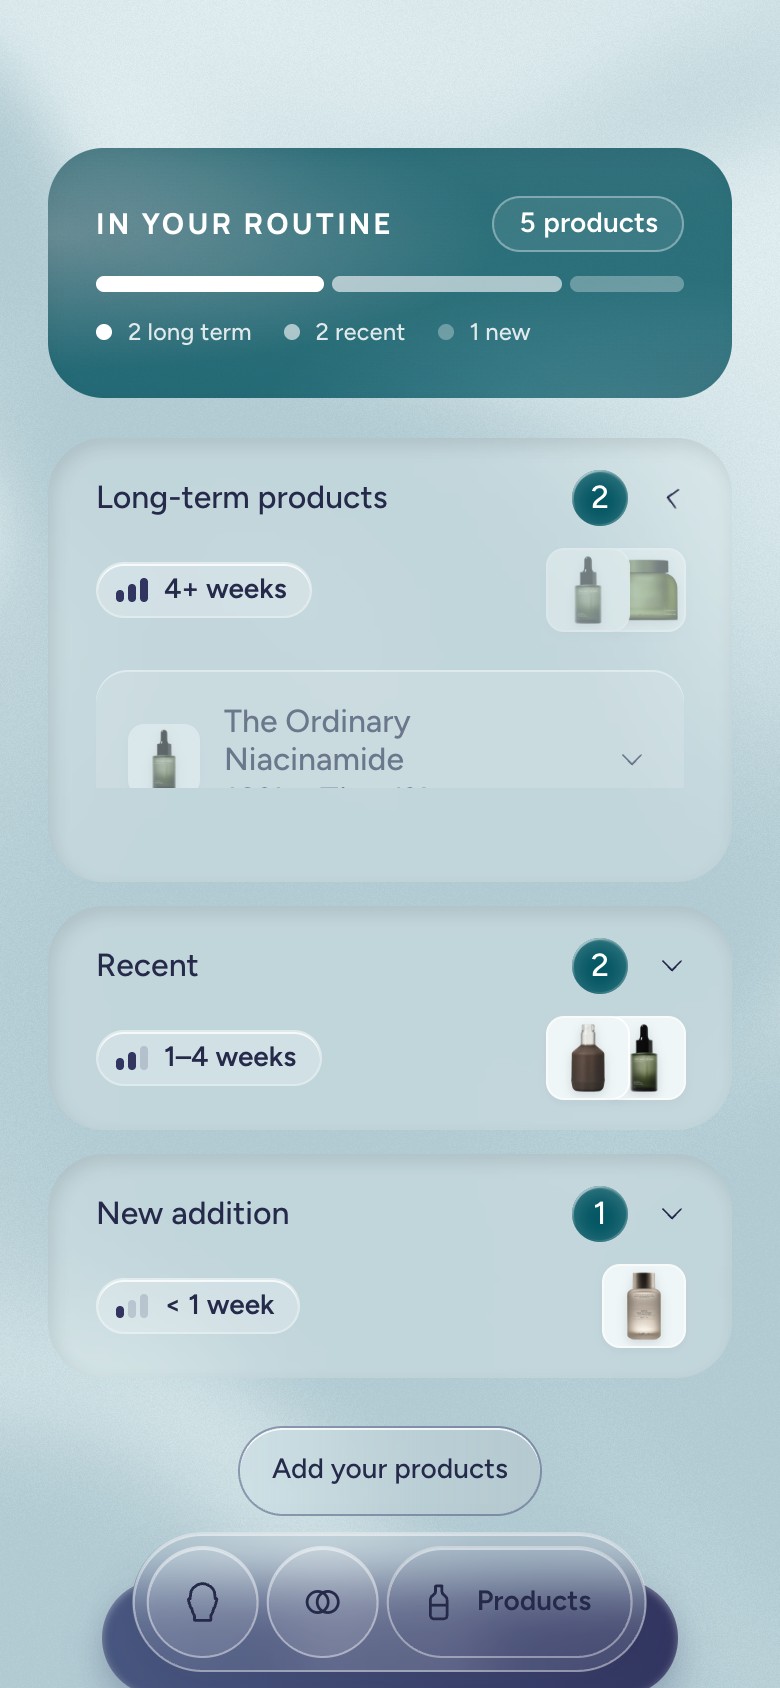 IN YOUR ROUTINE
5 products
2 long term
2 recent
1 new
Long-term products
2
4+ weeks
The Ordinary
Niacinamide
Recent
2
1–4 weeks
New addition
1
< 1 week
Add your products
Products